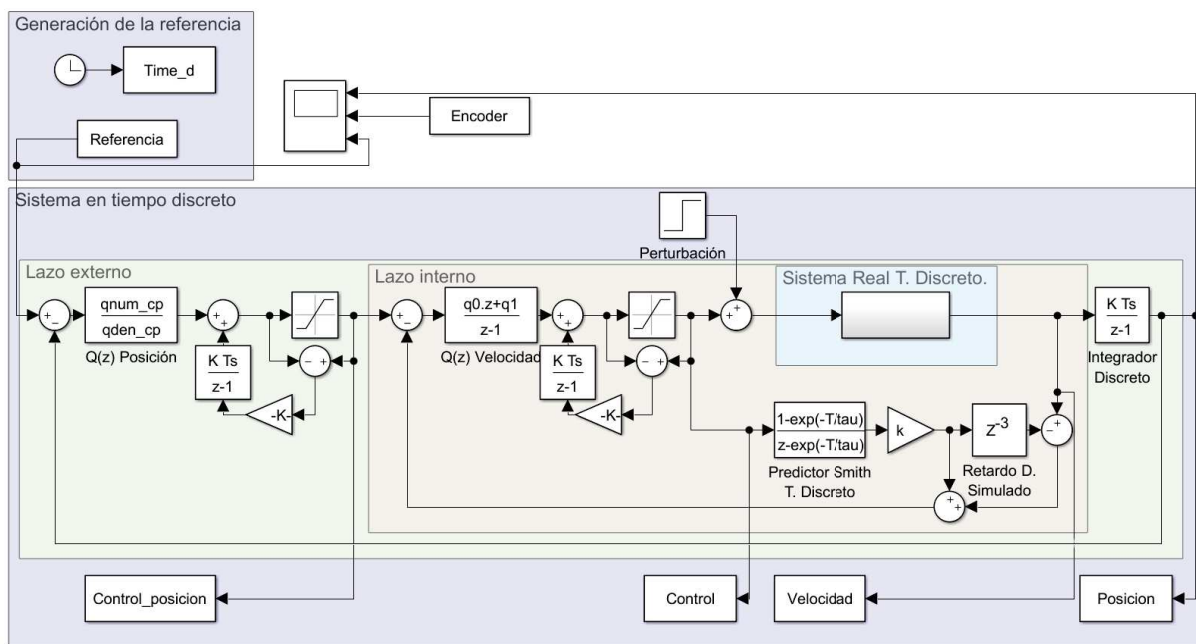 Generación de la referencia
Time_d
Referencia
Encoder
Sistema en tiempo discreto
Perturbación
Lazo externo
Lazo interno
Sistema Real T. Discreto.
qnum_cp
qden_cp
Q(z) Posición
K Ts
z-1
-K-
q0.z+q1
z-1
Q(z) Velocidad
K Ts
z-1
-K-
K Ts
z-1
Integrador
Discreto
1-exp(-T/tau)
z-exp(-T/tau)
Predictor Smith
T. Discreto
k
Z-3
Retardo D.
Simulado
Control_posicion
Control
Velocidad
Posicion